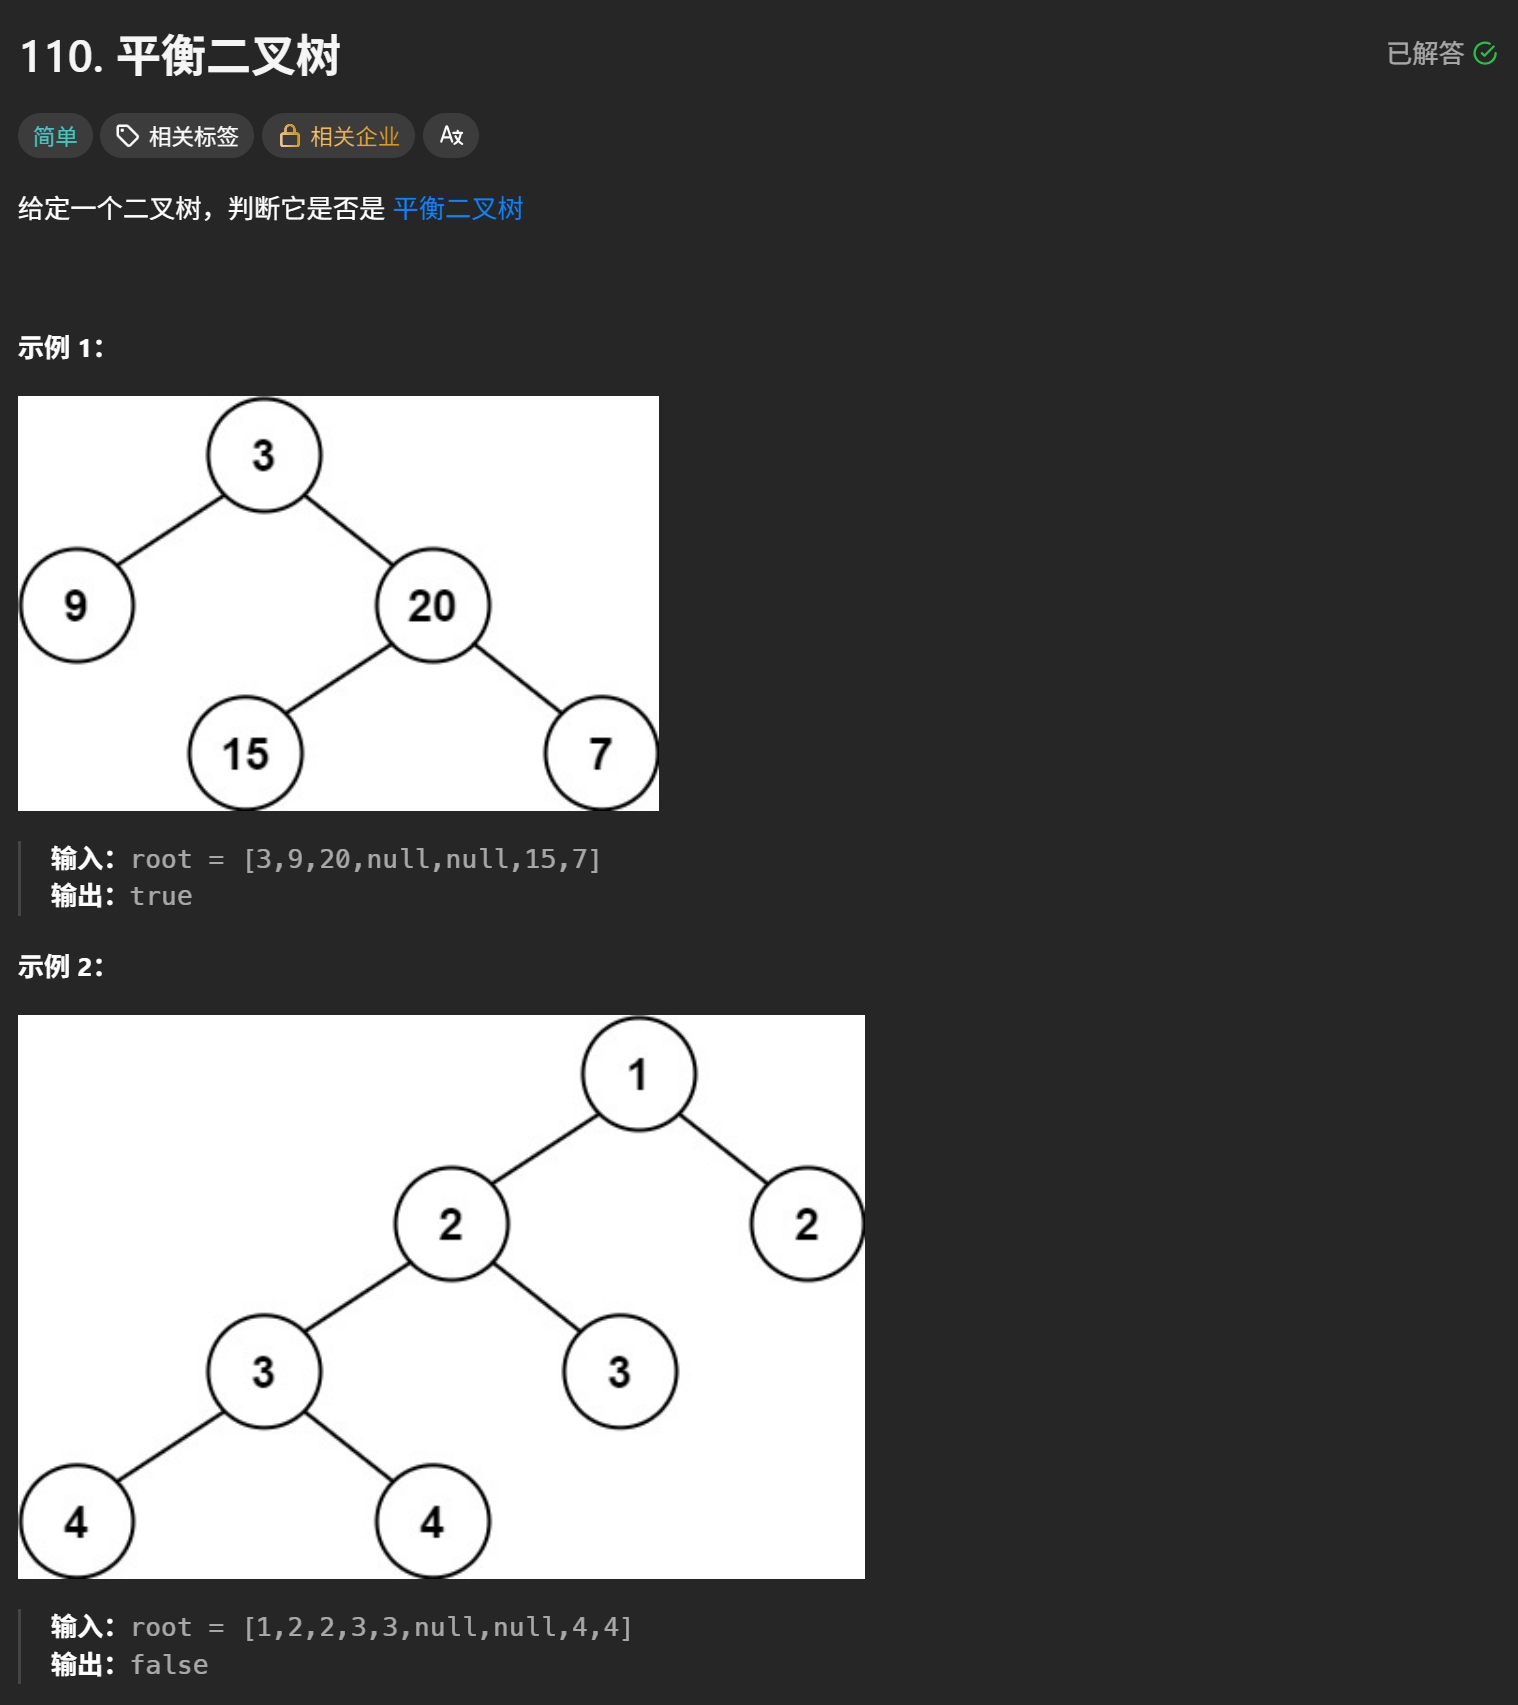 110. 平衡二叉树
已解答
简单
相关标签
相关企业
给定一个二叉树，判断它是否是 平衡二叉树
示例 1：
3
9
20
15
7
输入：root = [3,9,20,null,null,15,7]
输出：true
示例 2：
1
2
2
3
3
4
4
输入：root = [1,2,2,3,3,null,null,4,4]
输出：false